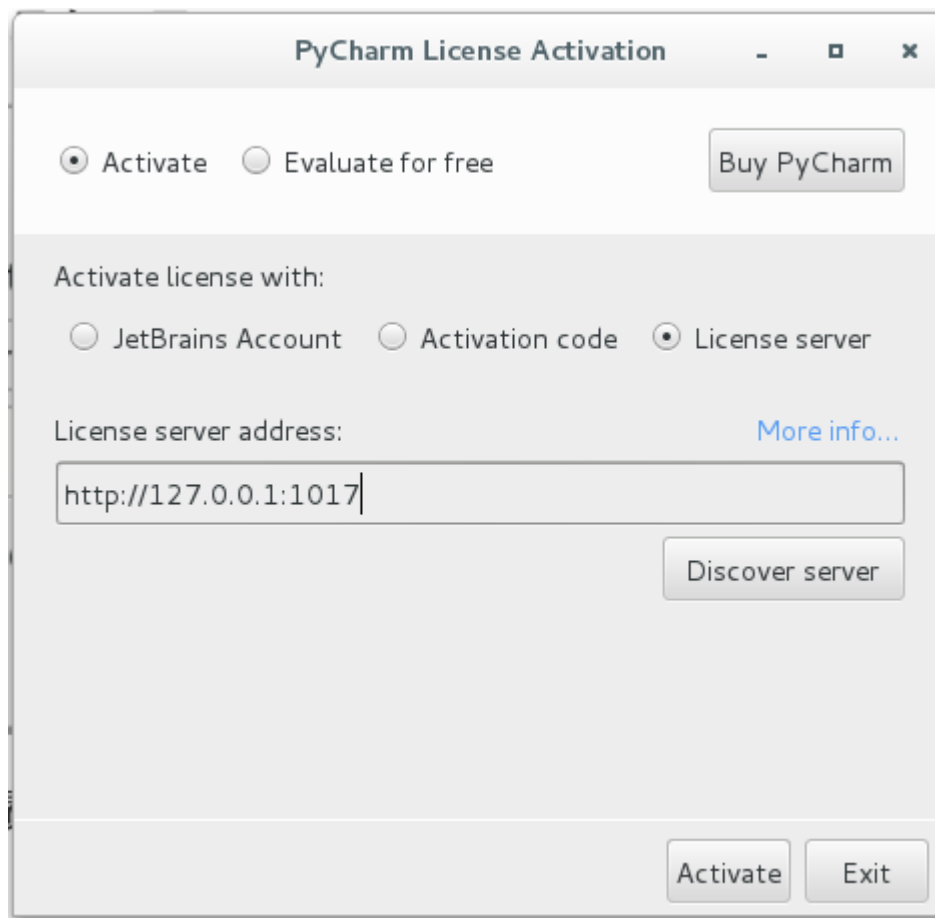 PyCharm License Activation
Activate Evaluate for free Buy PyCharm
Activate license with:
JetBrains Account Activation code License server
License server address: More info...
http://127.0.0.1:1017
Discover server
Activate Exit